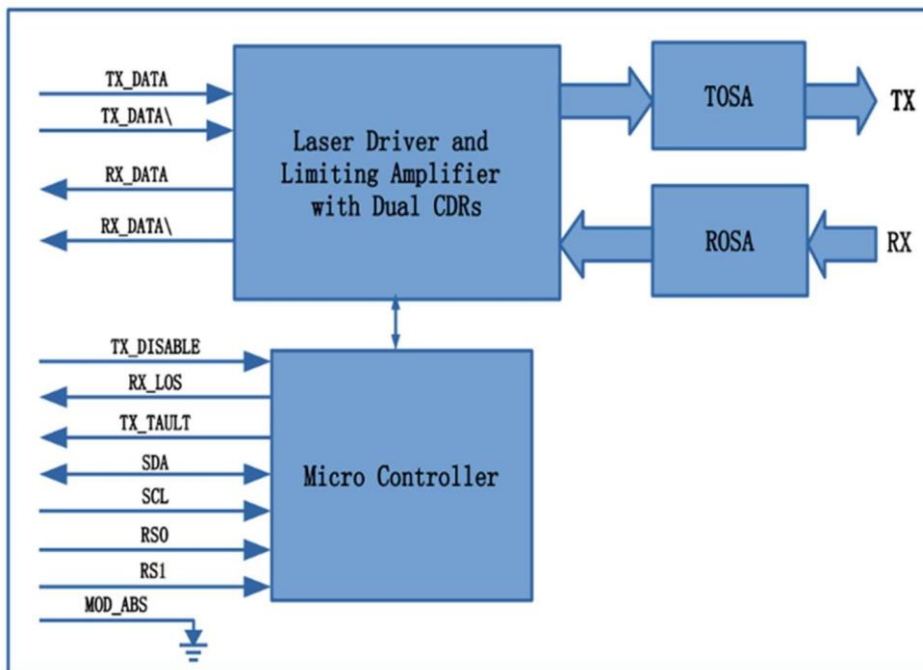 TX_DATA
TX_DATA\
RX_DATA
RX_DATA\
Laser Driver and
Limiting Amplifier
with Dual CDRs
TOSA
TX
ROSA
RX
TX_DISABLE
RX_LOS
TX_TAULT
SDA
SCL
RS0
RS1
MOD_ABS
Micro Controller